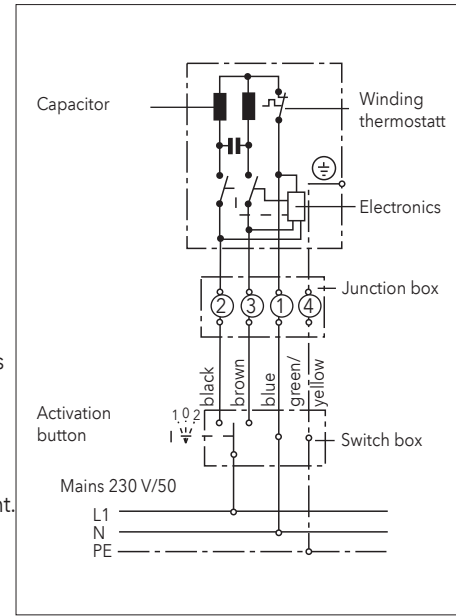 Capacitor
Winding
thermostatt
Electronics
Junction box
2 3 1 4
s
black
brown
blue
green/
yellow
Activation
button
1 0 2
Switch box
Mains 230 V/50
nt.
L1
N
PE